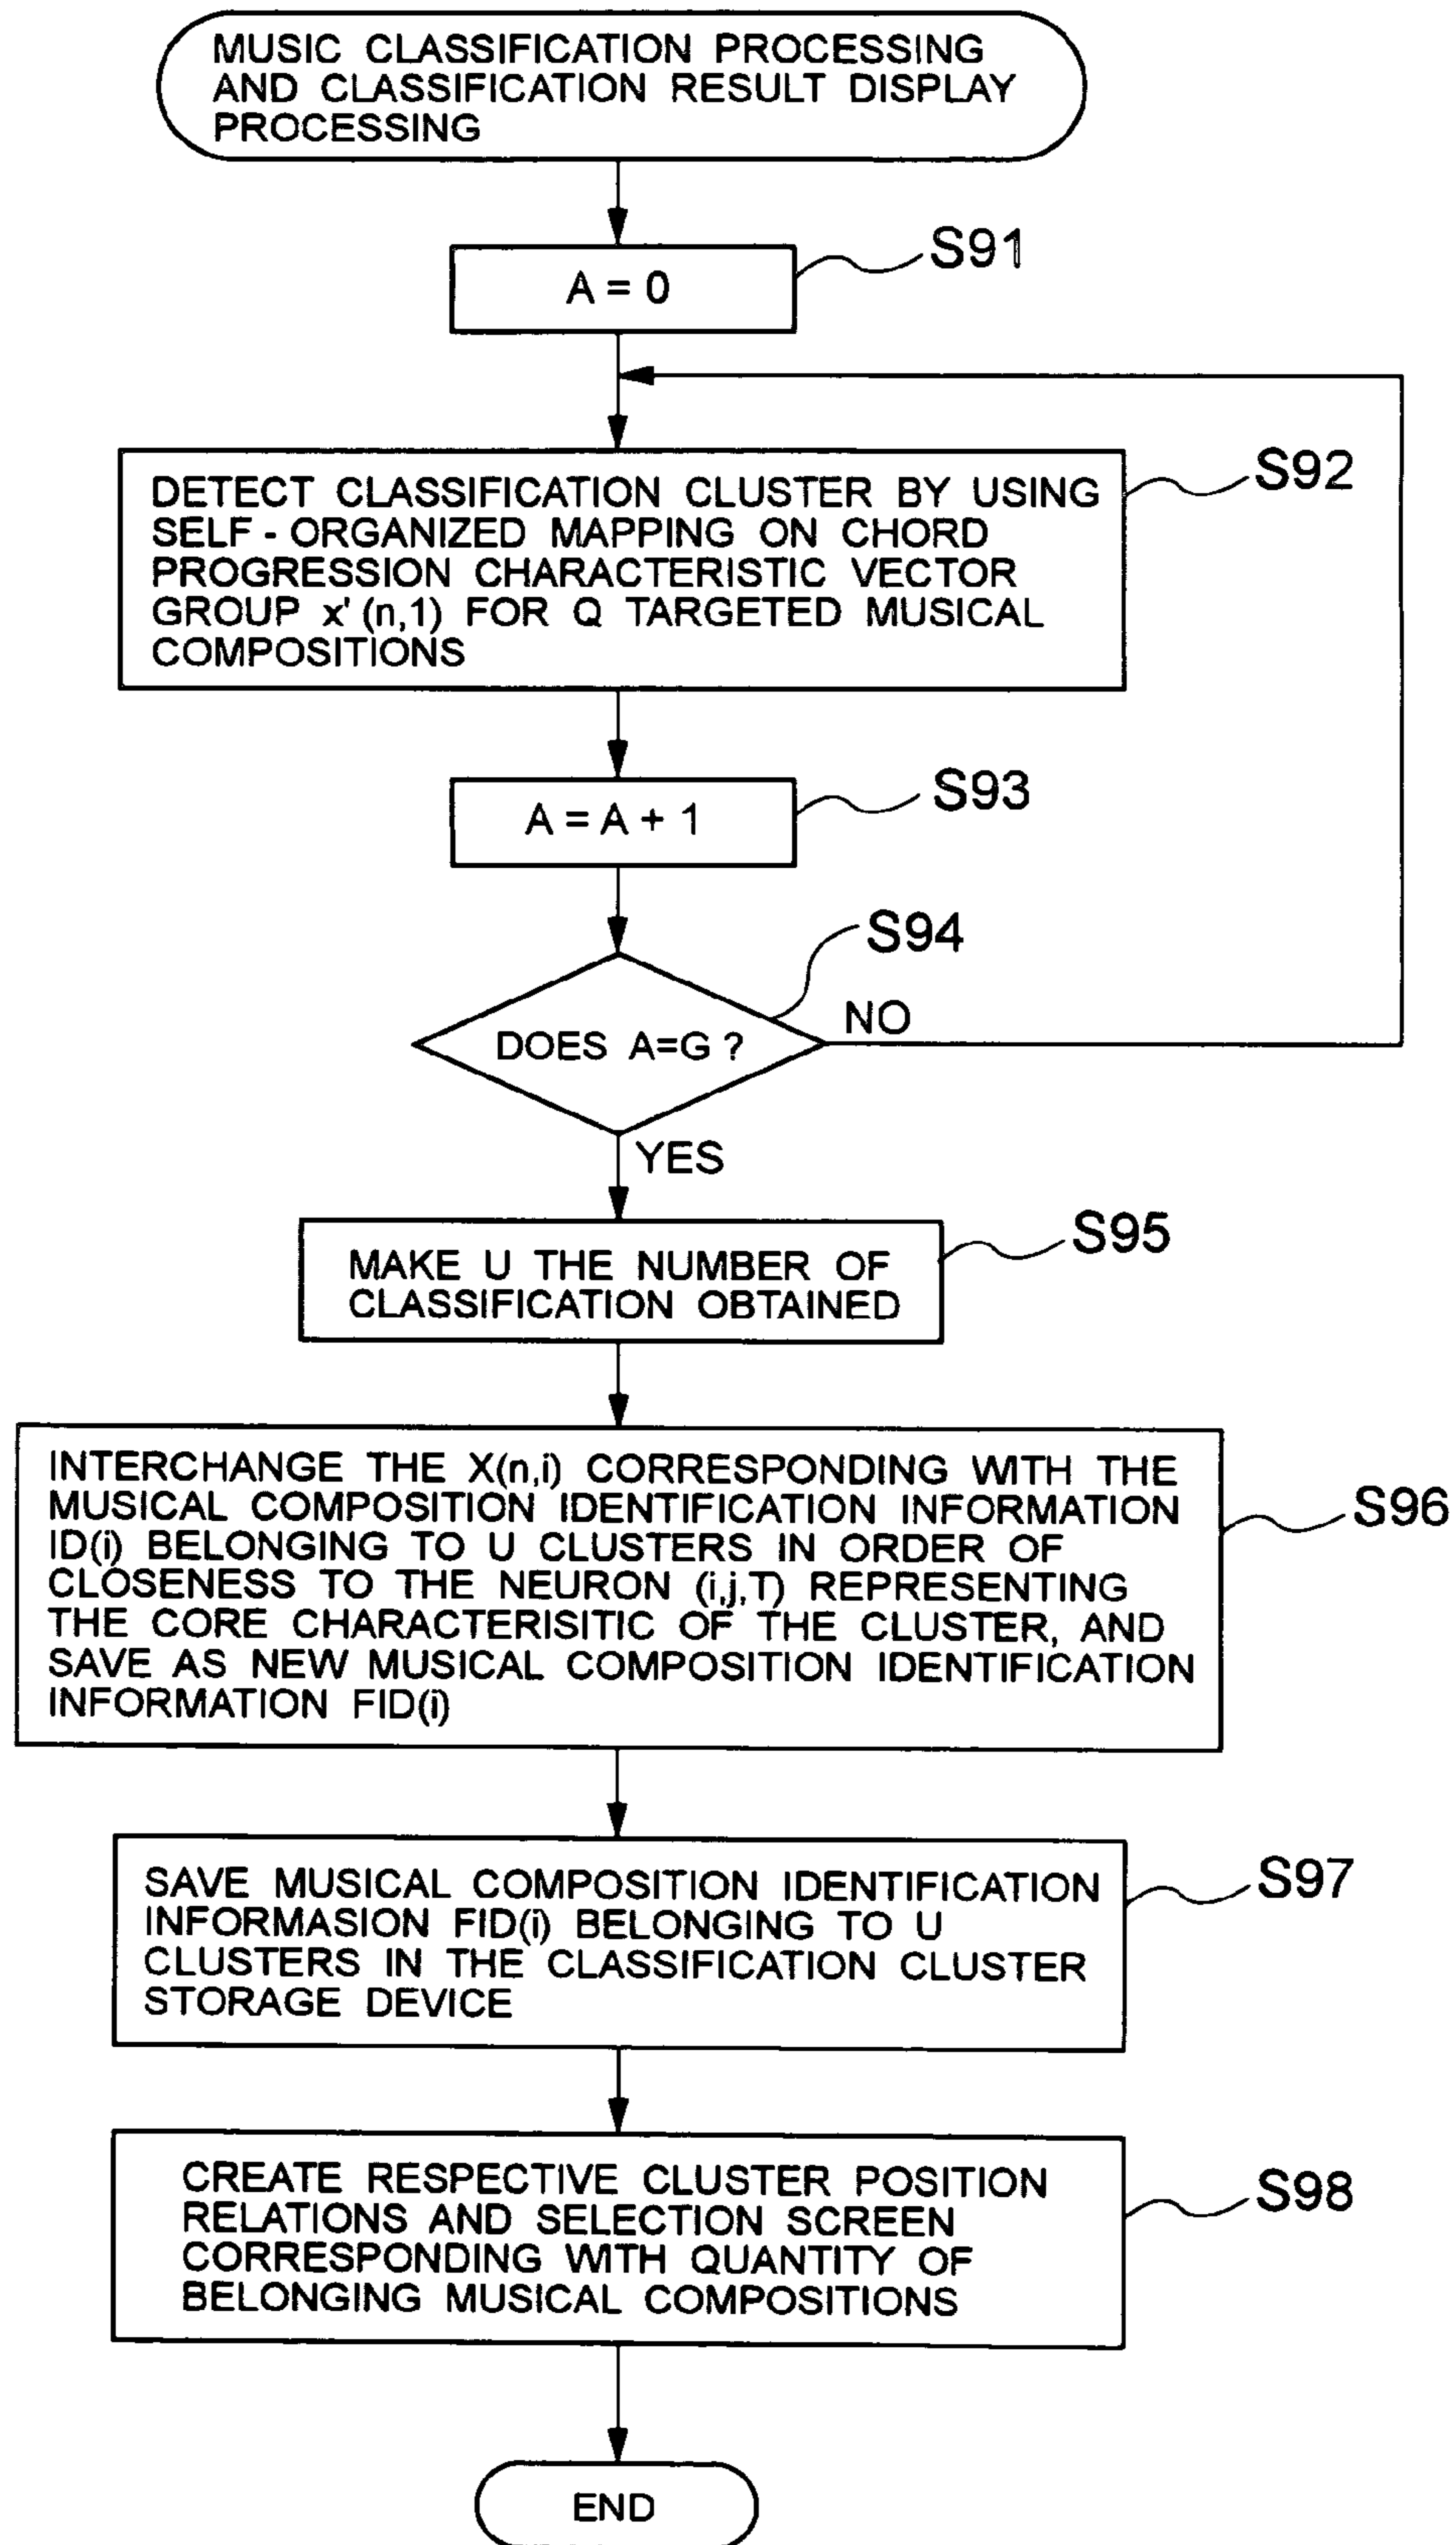 MUSIC CLASSIFICATION PROCESSING
AND CLASSIFICATION RESULT DISPLAY
PROCESSING
S91
A = 0
S92
DETECT CLASSIFICATION CLUSTER BY USING
SELF - ORGANIZED MAPPING ON CHORD
PROGRESSION CHARACTERISTIC VECTOR
GROUP x' (n,1) FOR Q TARGETED MUSICAL
COMPOSITIONS
S93
A = A + 1
S94
DOES A=G ?
NO
YES
S95
MAKE U THE NUMBER OF
CLASSIFICATION OBTAINED
S96
INTERCHANGE THE X(n,i) CORRESPONDING WITH THE
MUSICAL COMPOSITION IDENTIFICATION INFORMATION
ID(i) BELONGING TO U CLUSTERS IN ORDER OF
CLOSENESS TO THE NEURON (i,j,T) REPRESENTING
THE CORE CHARACTERISITIC OF THE CLUSTER, AND
SAVE AS NEW MUSICAL COMPOSITION IDENTIFICATION
INFORMATION FID(i)
S97
SAVE MUSICAL COMPOSITION IDENTIFICATION
INFORMASION FID(i) BELONGING TO U
CLUSTERS IN THE CLASSIFICATION CLUSTER
STORAGE DEVICE
S98
CREATE RESPECTIVE CLUSTER POSITION
RELATIONS AND SELECTION SCREEN
CORRESPONDING WITH QUANTITY OF
BELONGING MUSICAL COMPOSITIONS
END